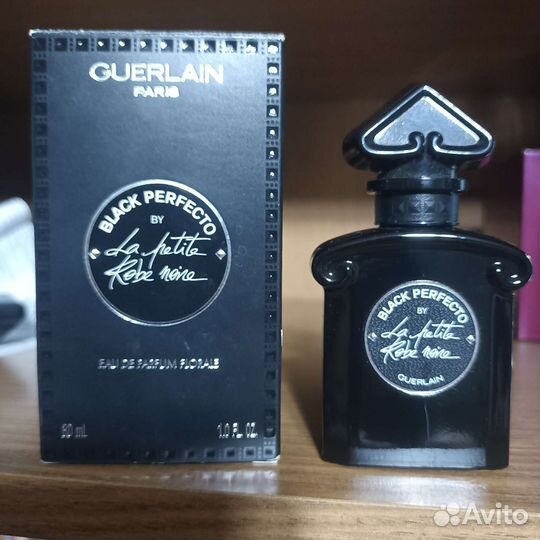 GUERLAIN
PARIS
BLACK PERFECTO
BY
La petite
Robe noire
EAU DE PARFUM FLORALE
30 ml
1.0 FL. OZ.
BLACK PERFECTO
BY
La petite
Robe noire
GUERLAIN
Avito